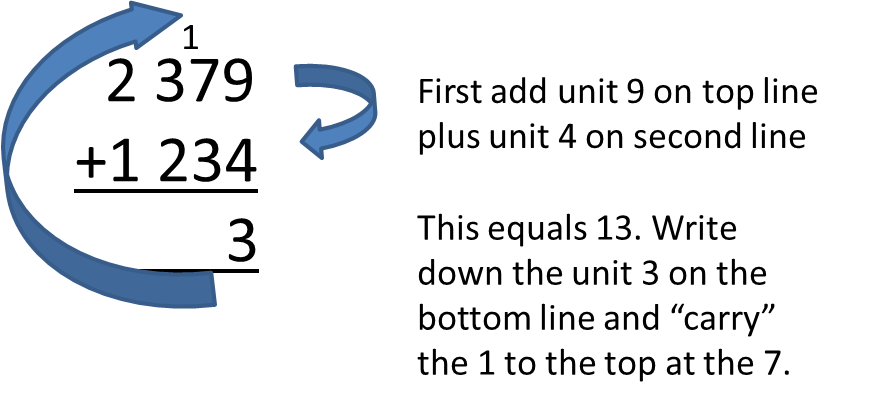 1
2 379
+1 234
3
First add unit 9 on top line
plus unit 4 on second line
This equals 13. Write
down the unit 3 on the
bottom line and “carry”
the 1 to the top at the 7.